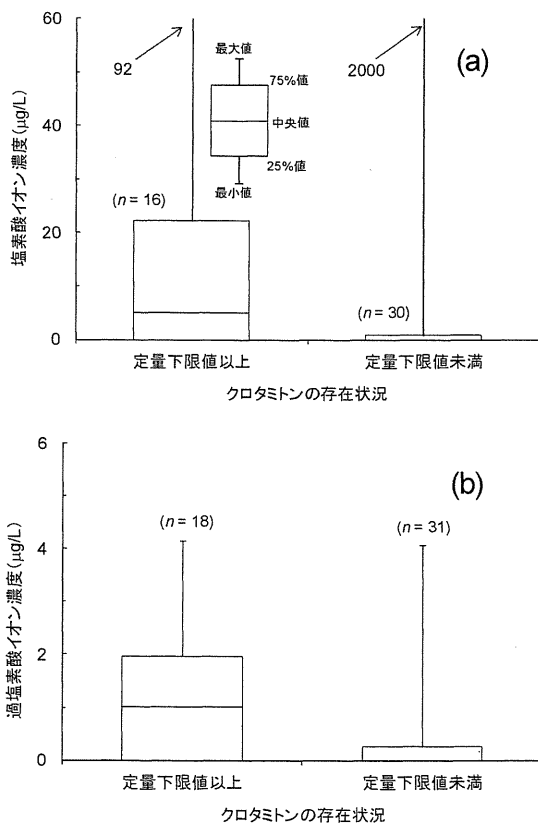 60
92
最大値
75%値
中央値
25%値
最小値
2000
(a)
40
20
0
塩素酸イオン濃度(μg/L)
(n = 16)
(n = 30)
定量下限値以上
定量下限値未満
クロタミトンの存在状況
6
(b)
(n = 18)
(n = 31)
4
2
0
過塩素酸イオン濃度(μg/L)
定量下限値以上
定量下限値未満
クロタミトンの存在状況